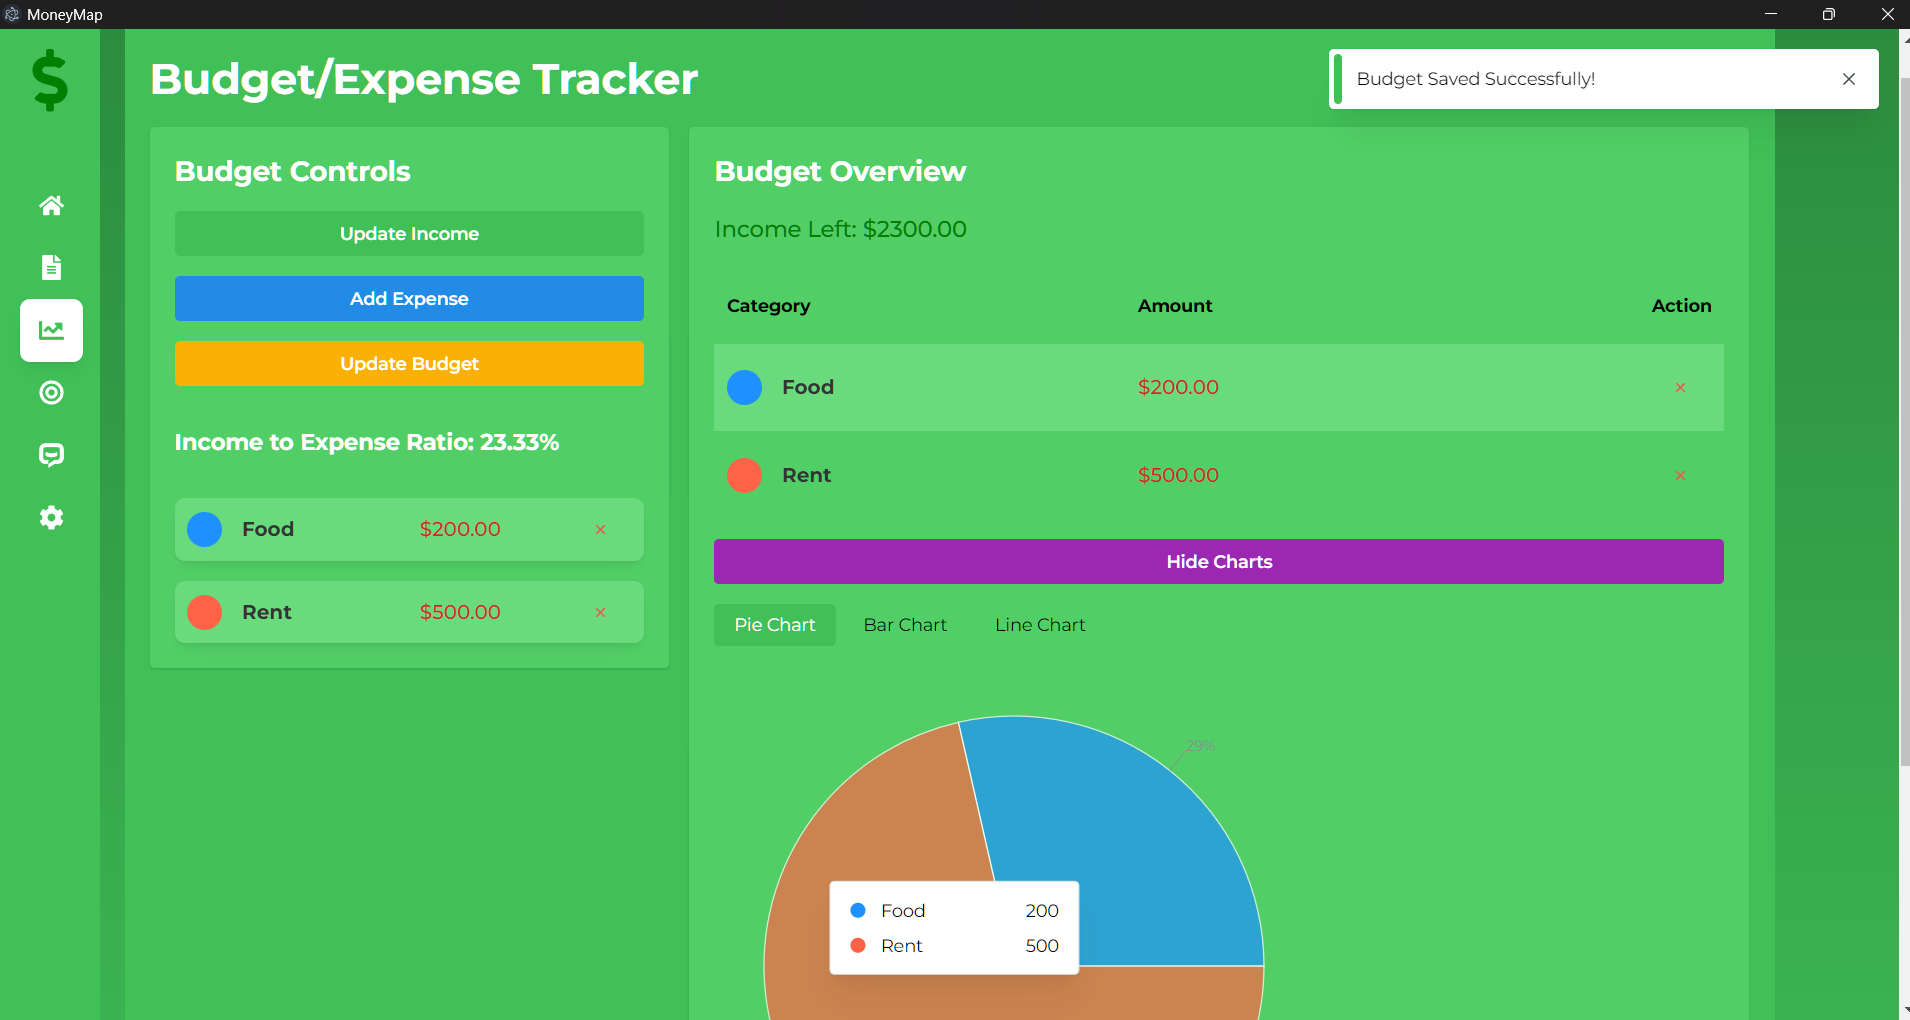 MoneyMap
$
Budget/Expense Tracker
Budget Saved Successfully!
Budget Controls
Update Income
Add Expense
Update Budget
Income to Expense Ratio: 23.33%
Food $200.00 ×
Rent $500.00 ×
Budget Overview
Income Left: $2300.00
Category Amount Action
Food $200.00 ×
Rent $500.00 ×
Hide Charts
Pie Chart Bar Chart Line Chart
29%
Food 200
Rent 500